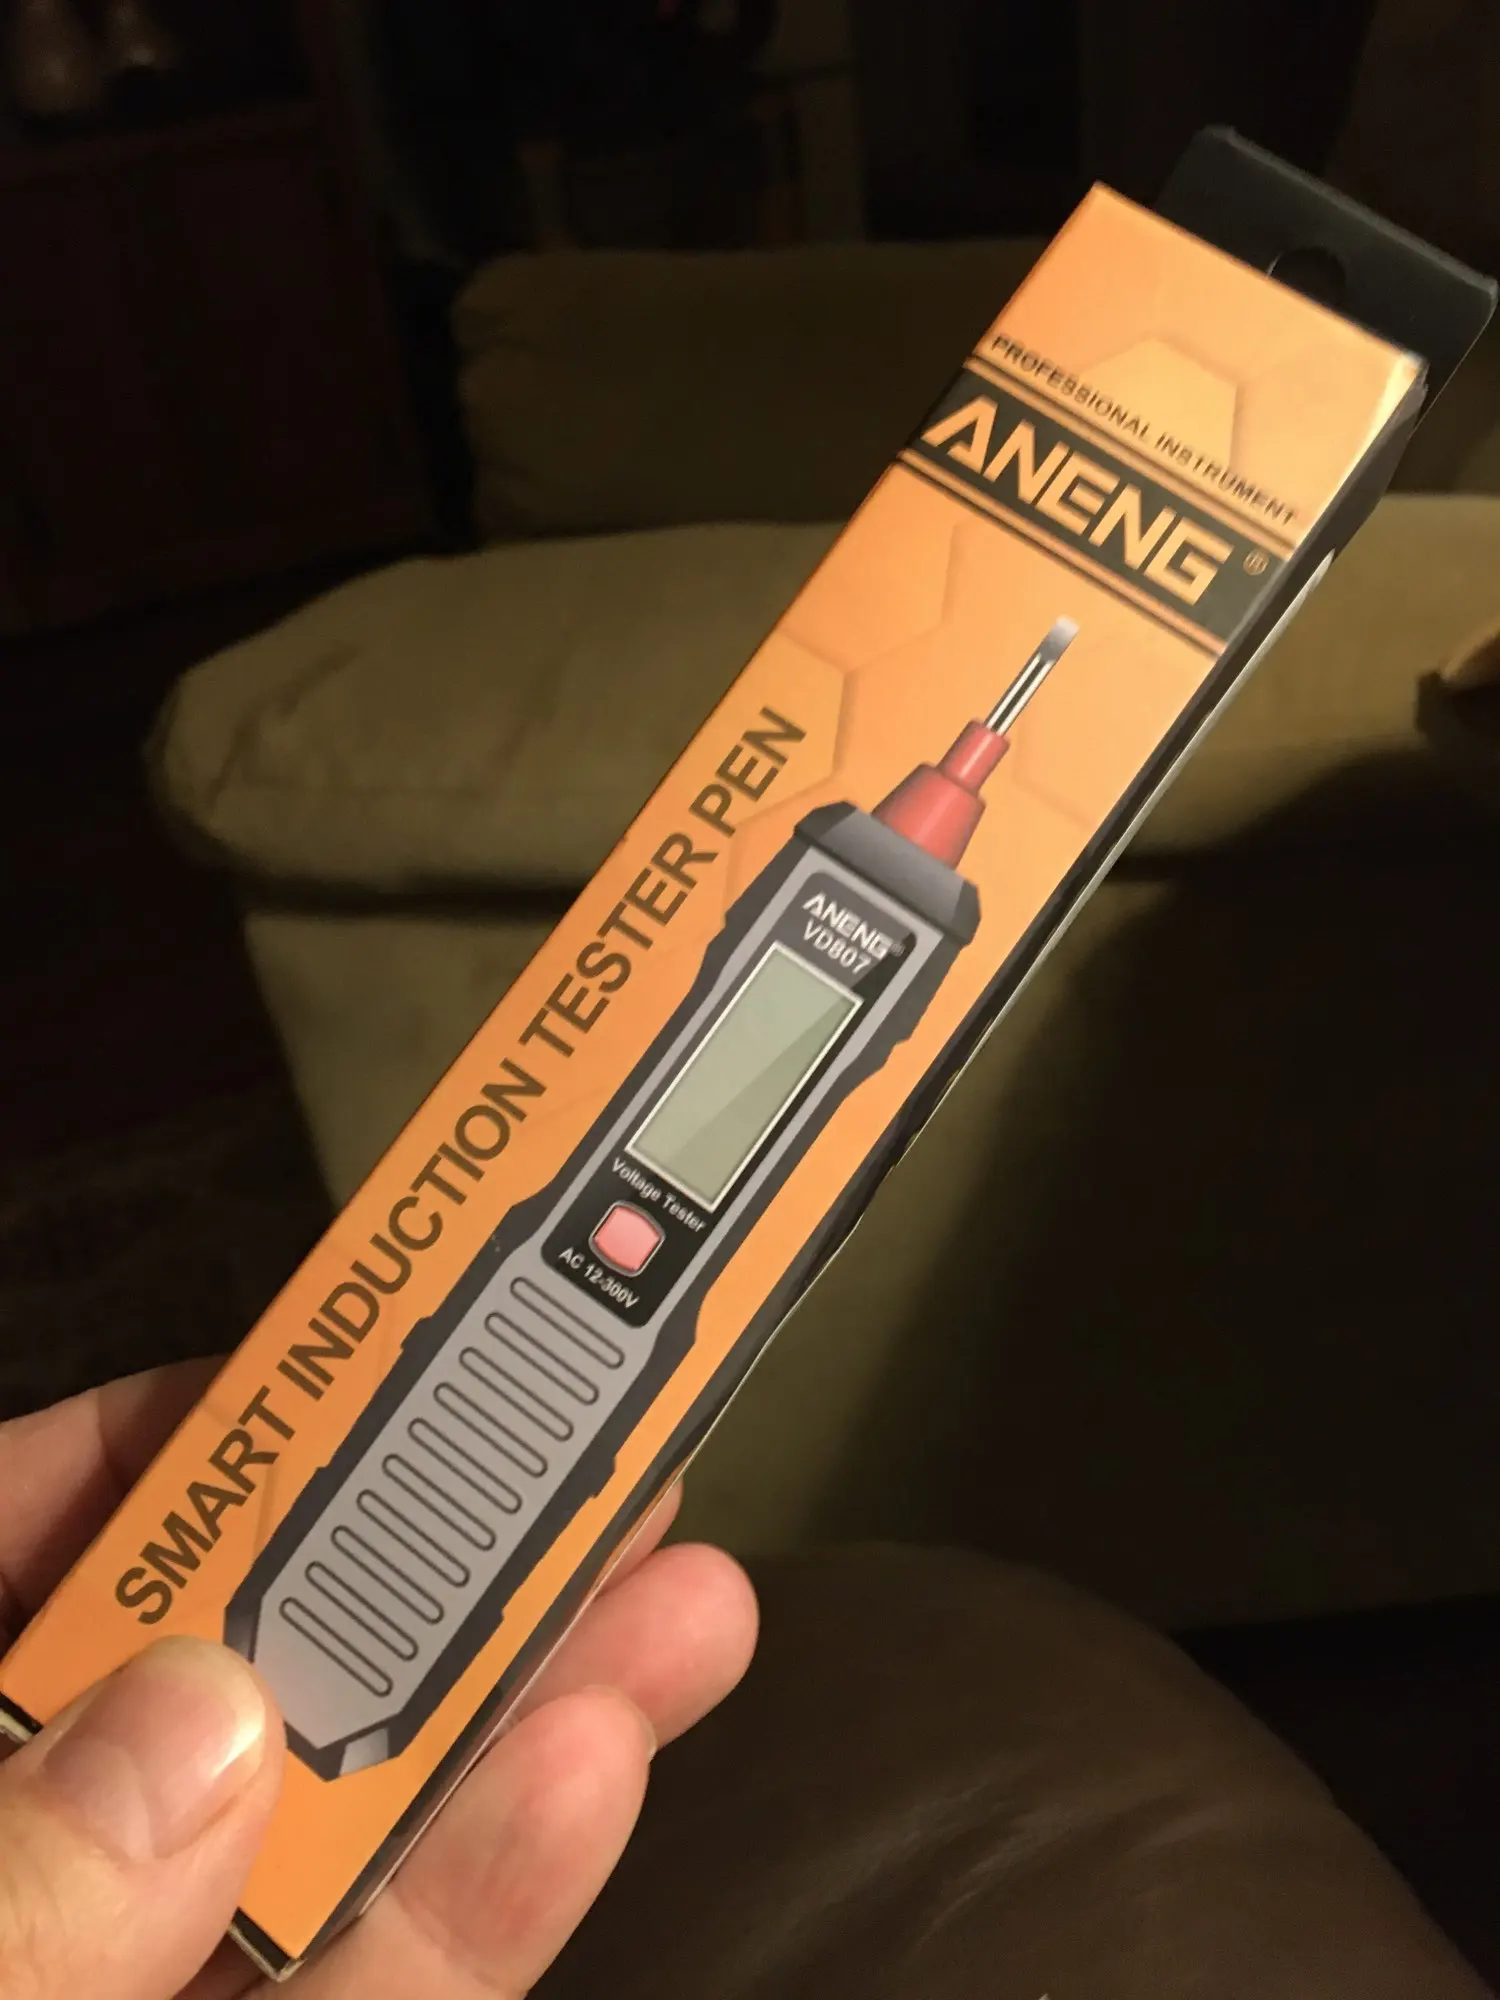 PROFESSIONAL INSTRUMENT
ANENG ®
SMART INDUCTION TESTER PEN
ANENG®
VD807
Voltage Tester
AC 12-300V